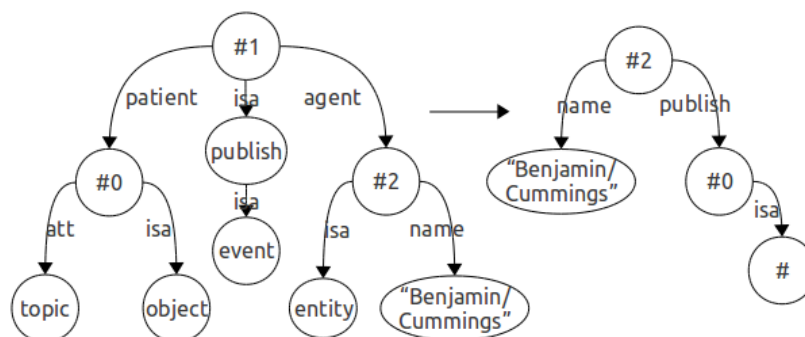 #1
#2
patient
isa
agent
name
publish
publish
#0
#2
"Benjamin/
Cummings"
#0
isa
att
isa
isa
name
isa
event
#
topic
object
entity
"Benjamin/
Cummings"